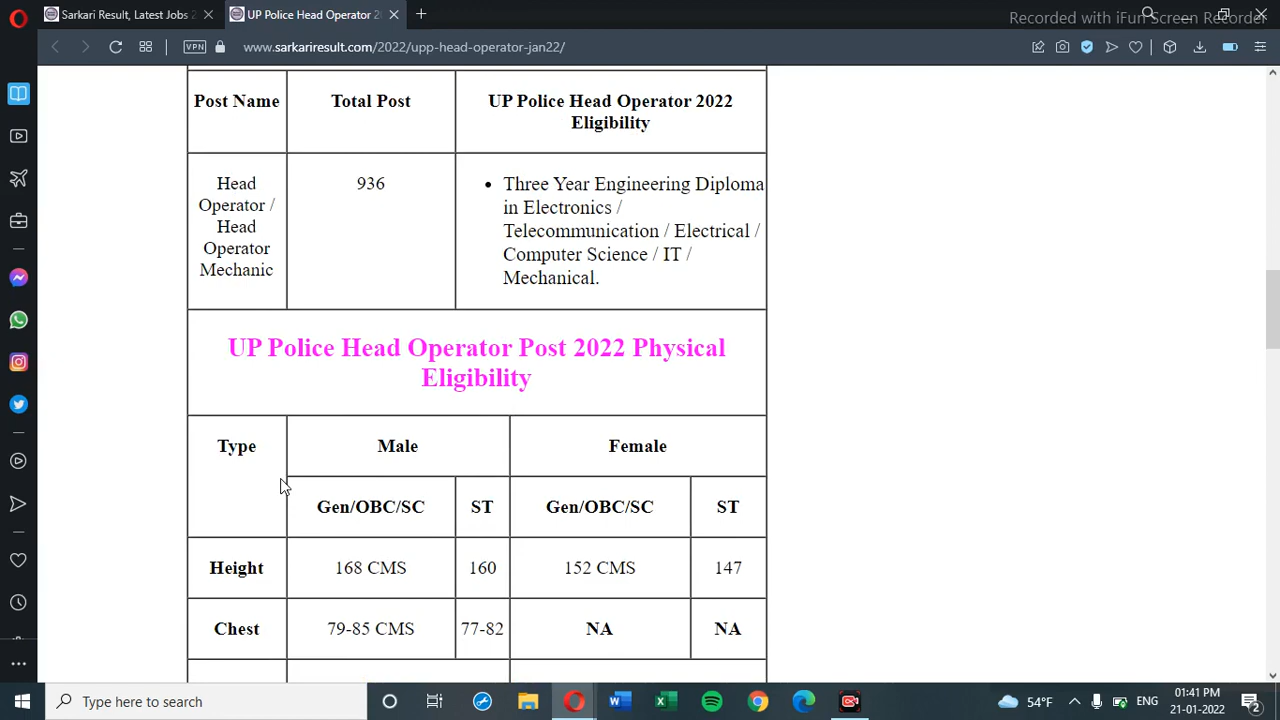 Sarkari Result, Latest Jobs 2
UP Police Head Operator 2
Recorded with iFun Screen Recorder
VPN
www.sarkariresult.com/2022/upp-head-operator-jan22/
Post Name
Total Post
UP Police Head Operator 2022
Eligibility
Head
Operator /
Head
Operator
Mechanic
936
• Three Year Engineering Diploma
in Electronics /
Telecommunication / Electrical /
Computer Science / IT /
Mechanical.
UP Police Head Operator Post 2022 Physical
Eligibility
Type
Male
Female
Gen/OBC/SC
ST
Gen/OBC/SC
ST
Height
168 CMS
160
152 CMS
147
Chest
79-85 CMS
77-82
NA
NA
Type here to search
54°F
ENG
01:41 PM
21-01-2022
2